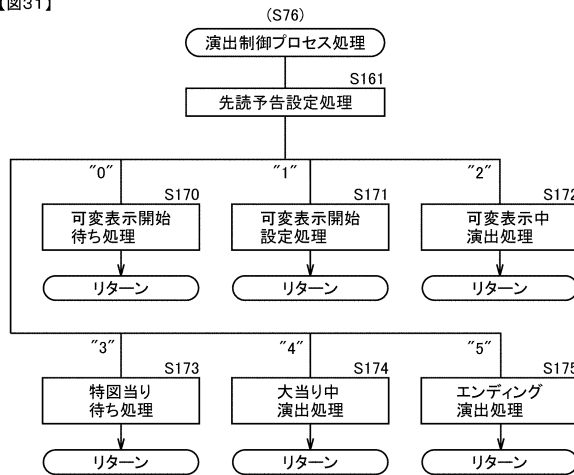 【図31】
(S76)
演出制御プロセス処理
S161
先読予告設定処理
"0"
"1"
"2"
S170
S171
S172
可変表示開始
待ち処理
可変表示開始
設定処理
可変表示中
演出処理
リターン
リターン
リターン
"3"
"4"
"5"
S173
S174
S175
特図当り
待ち処理
大当り中
演出処理
エンディング
演出処理
リターン
リターン
リターン